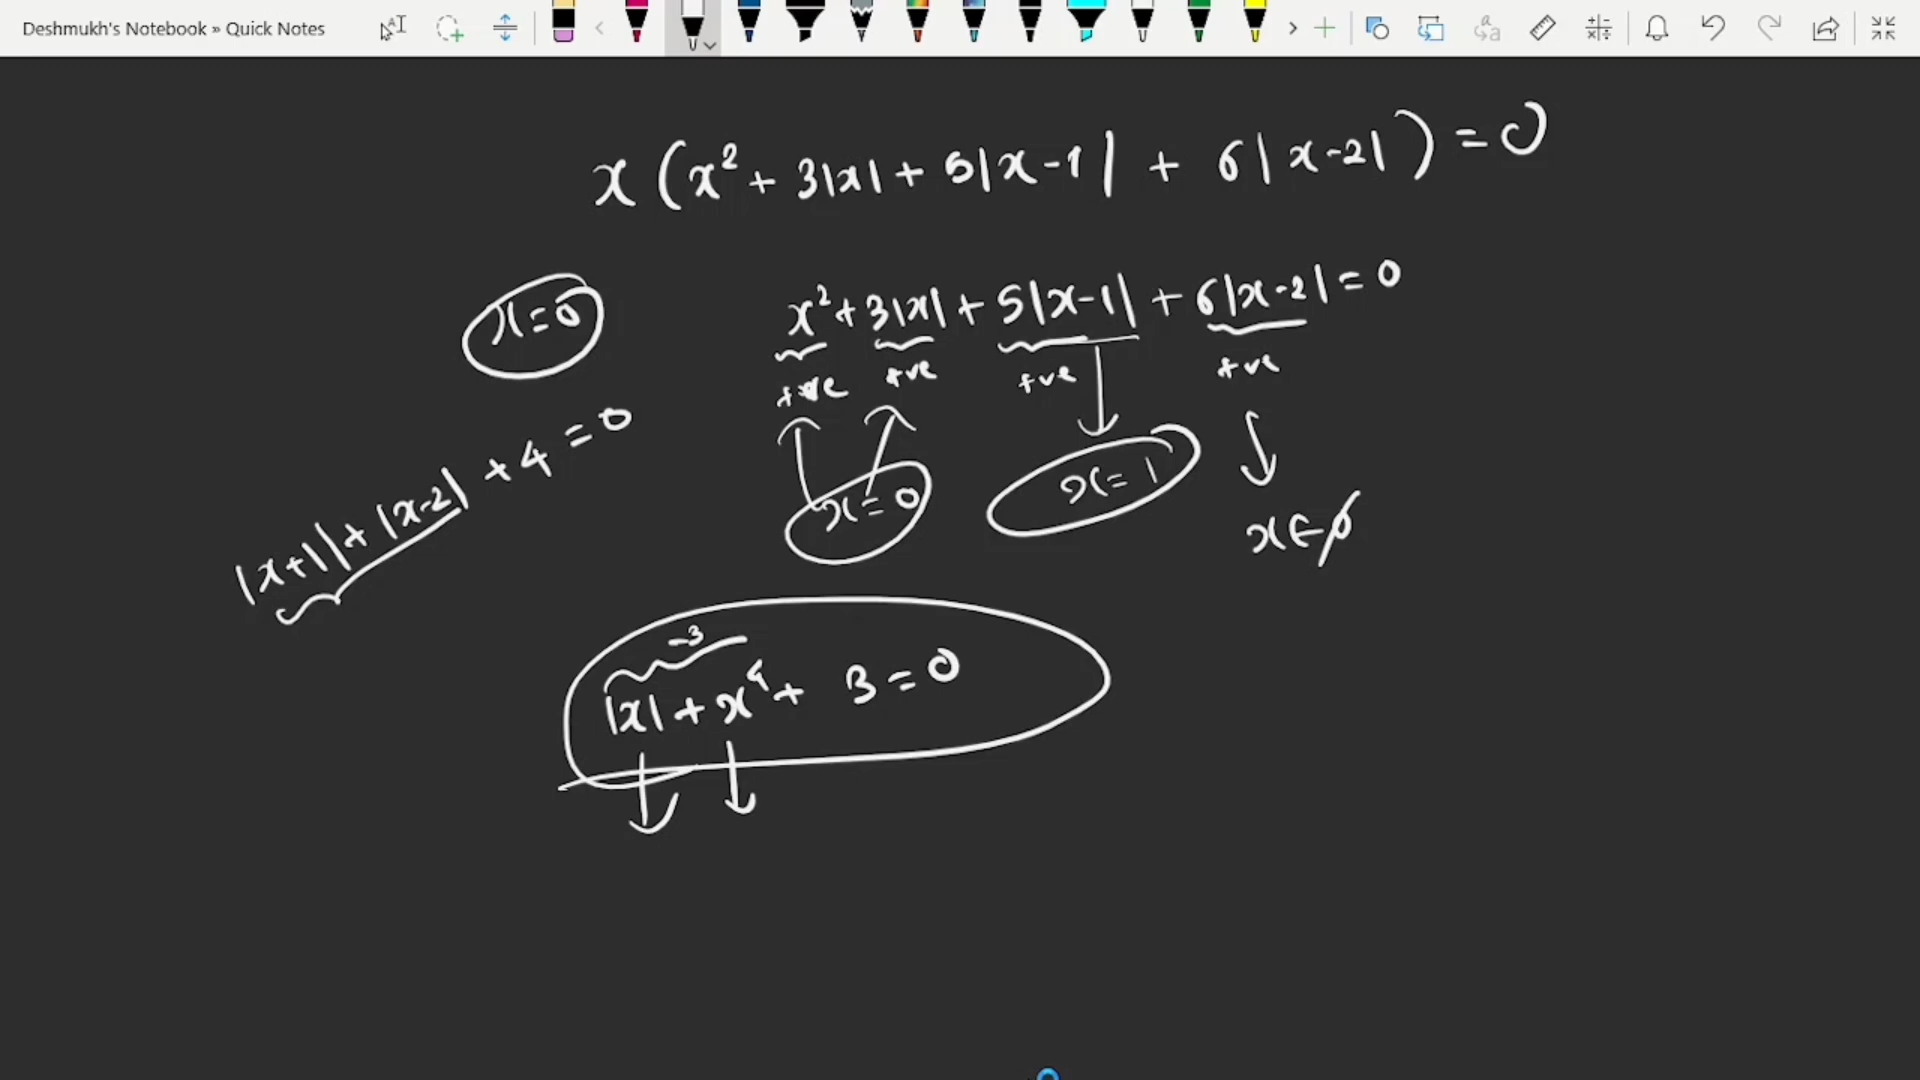 Deshmukh's Notebook » Quick Notes
x (x² + 3|x| + 5|x-1| + 6|x-2|) = 0
x=0
x² + 3|x| + 5|x-1| + 6|x-2| = 0
+ve +ve +ve +ve
|x+1| + |x-2| + 4 = 0
x=0 x=1
x∈ϕ
-3
|x| + x⁴ + 3 = 0